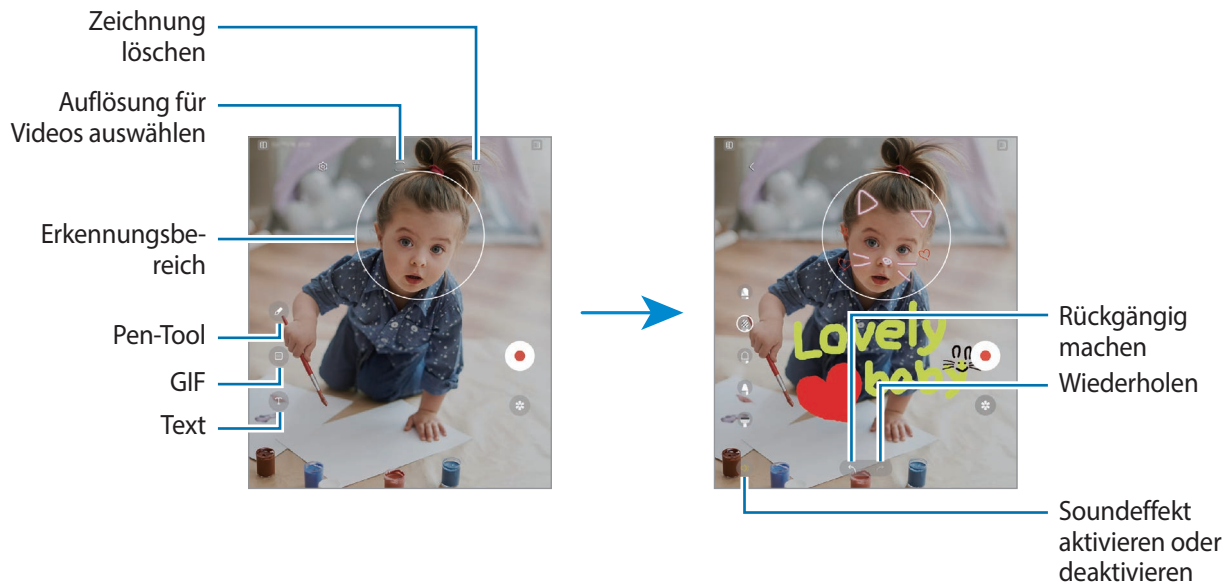 Zeichnung
löschen
Auflösung für
Videos auswählen
Erkennungsbe-
reich
Pen-Tool
GIF
Text
Lovely
baby
Rückgängig
machen
Wiederholen
Soundeffekt
aktivieren oder
deaktivieren